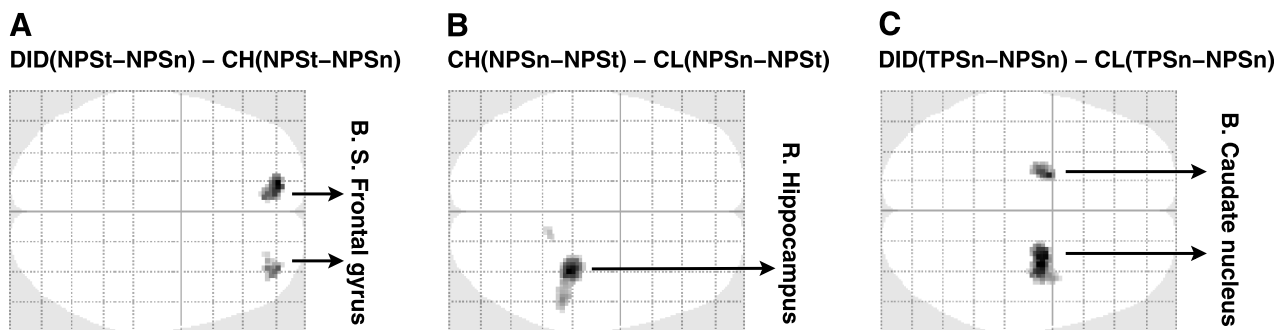 A
DID(NPSt–NPSn) – CH(NPSt–NPSn)
B. S. Frontal gyrus
B
CH(NPSn–NPSt) – CL(NPSn–NPSt)
R. Hippocampus
C
DID(TPSn–NPSn) – CL(TPSn–NPSn)
B. Caudate nucleus